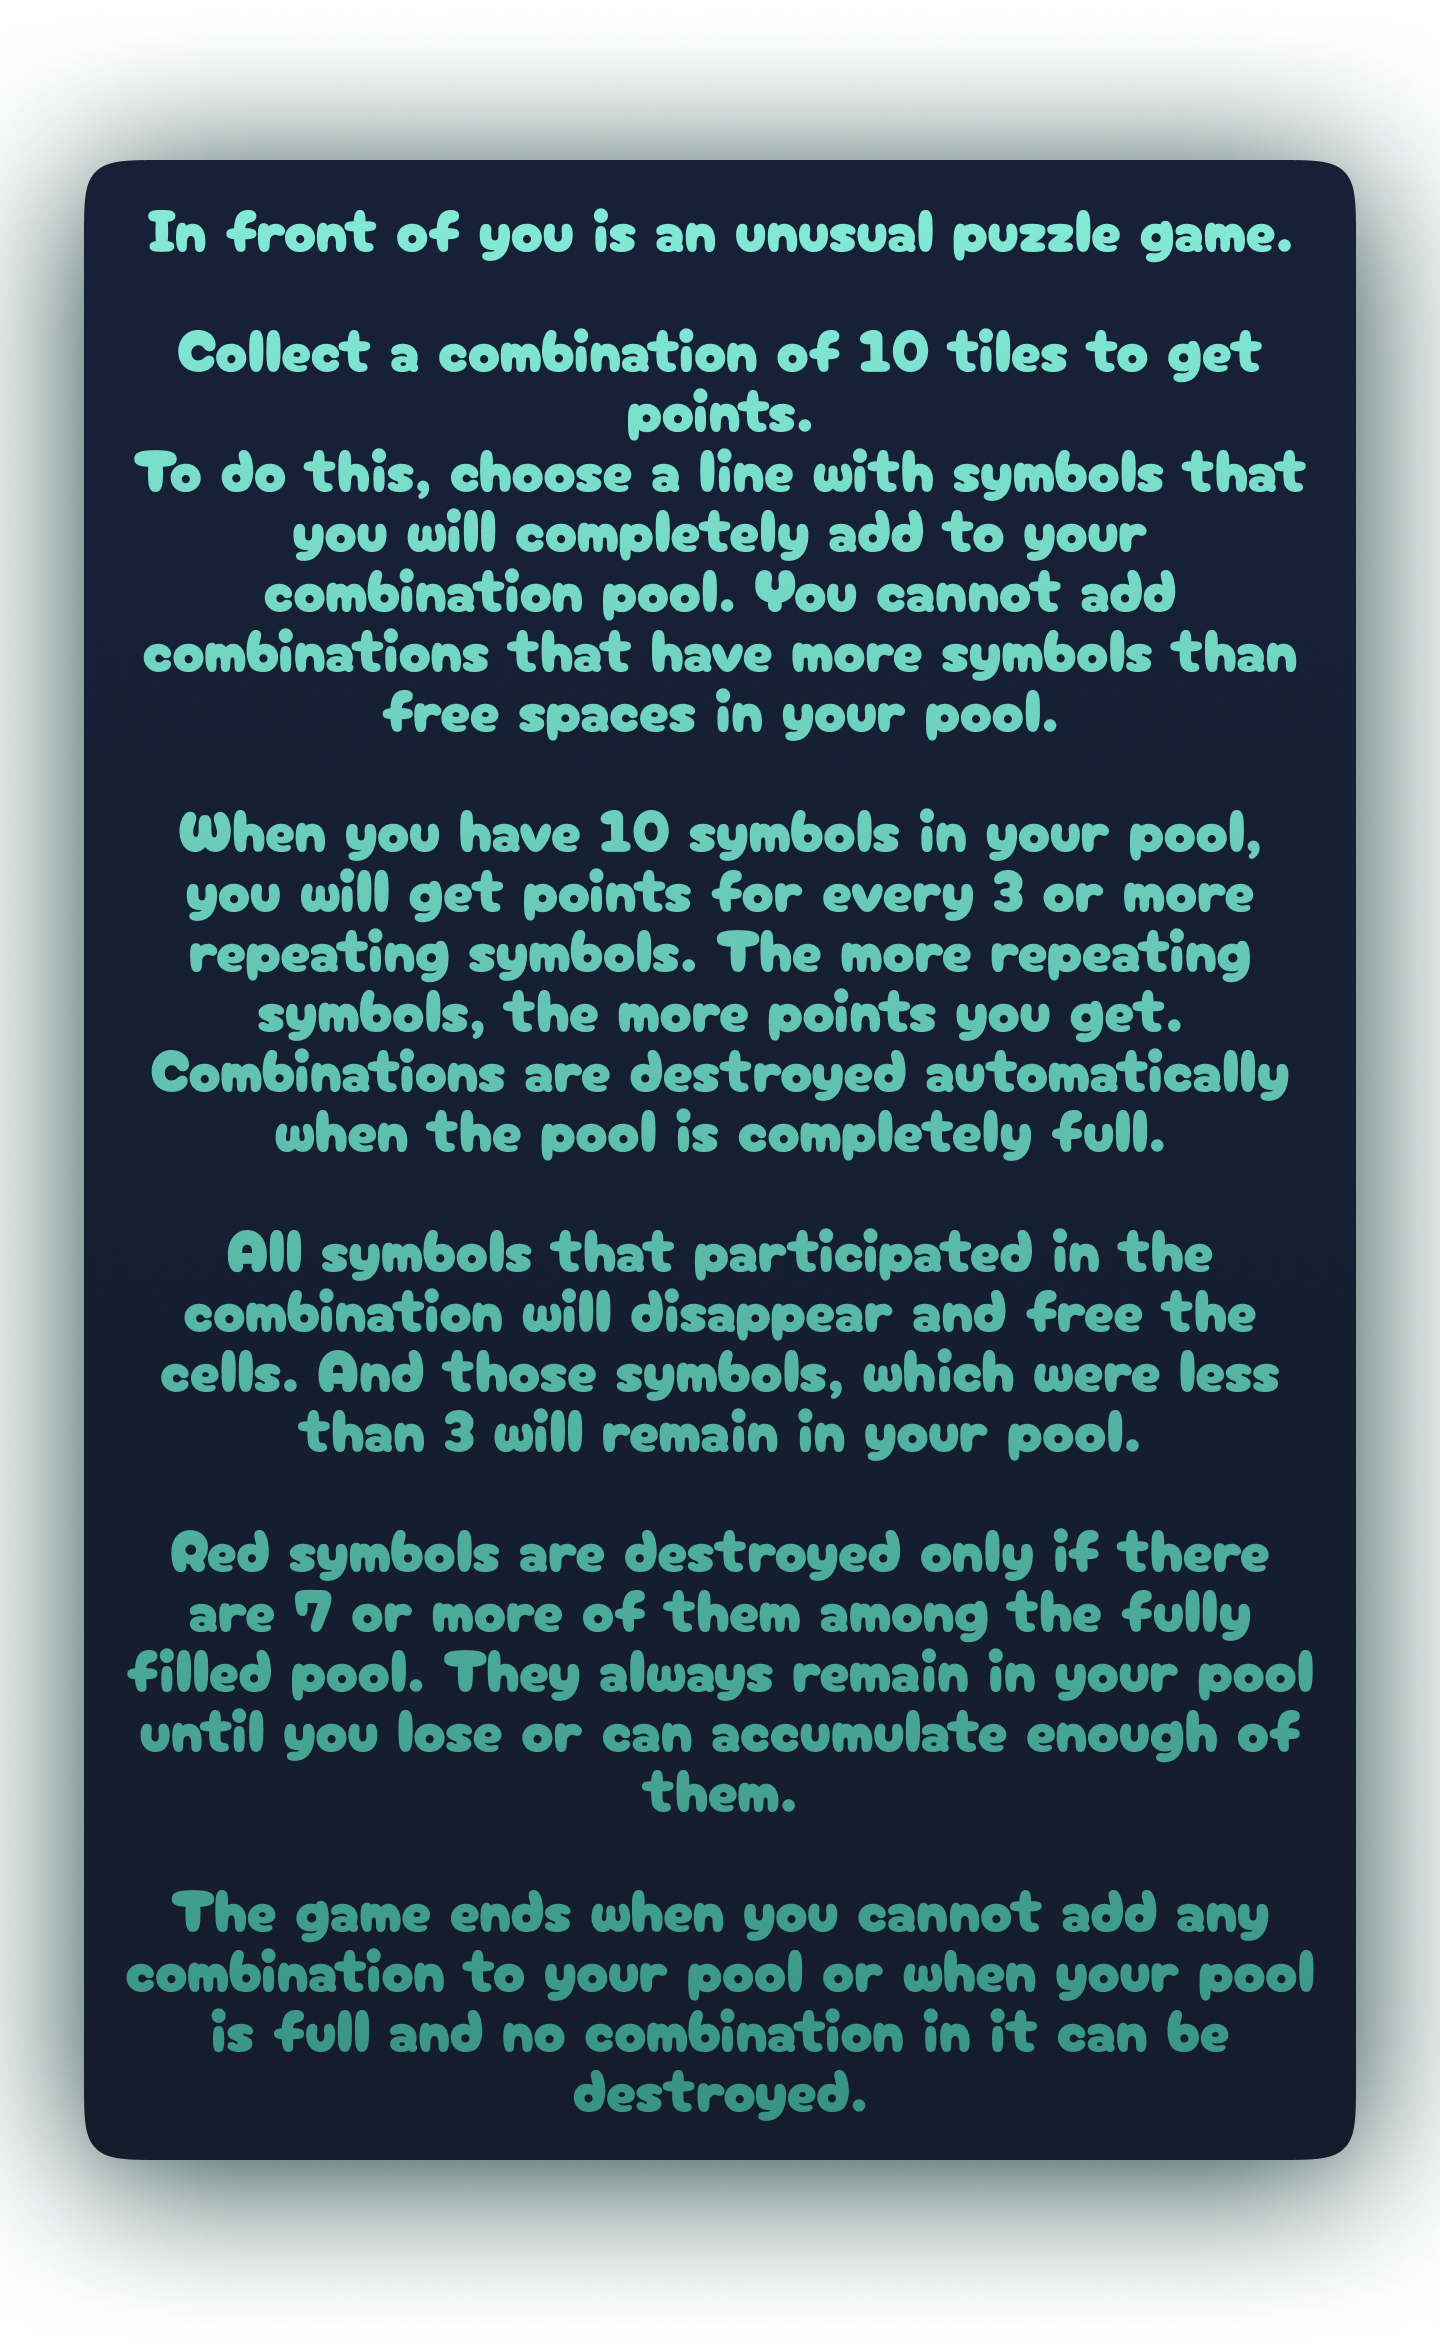 In front of you is an unusual puzzle game.
Collect a combination of 10 tiles to get
points.
To do this, choose a line with symbols that
you will completely add to your
combination pool. You cannot add
combinations that have more symbols than
free spaces in your pool.
When you have 10 symbols in your pool,
you will get points for every 3 or more
repeating symbols. The more repeating
symbols, the more points you get.
Combinations are destroyed automatically
when the pool is completely full.
All symbols that participated in the
combination will disappear and free the
cells. And those symbols, which were less
than 3 will remain in your pool.
Red symbols are destroyed only if there
are 7 or more of them among the fully
filled pool. They always remain in your pool
until you lose or can accumulate enough of
them.
The game ends when you cannot add any
combination to your pool or when your pool
is full and no combination in it can be
destroyed.